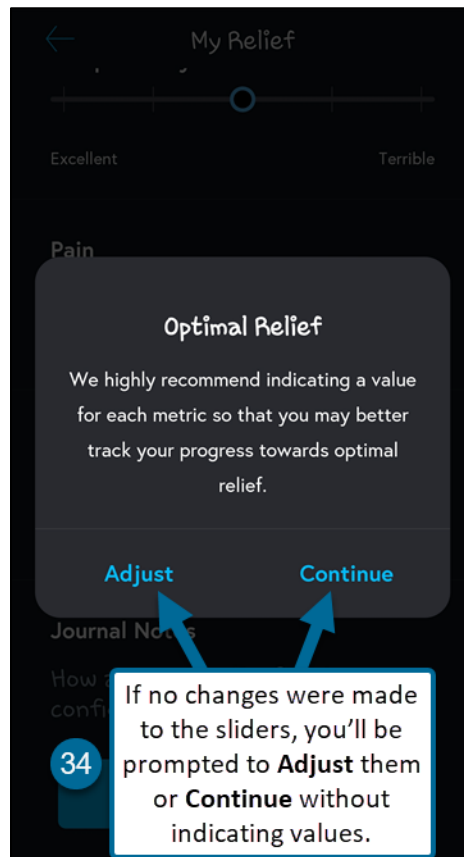 My Relief
Excellent Terrible
Pain
Optimal Relief
We highly recommend indicating a value
for each metric so that you may better
track your progress towards optimal
relief.
Adjust Continue
Journal Notes
How
confi
If no changes were made
to the sliders, you’ll be
prompted to Adjust them
or Continue without
indicating values.
34